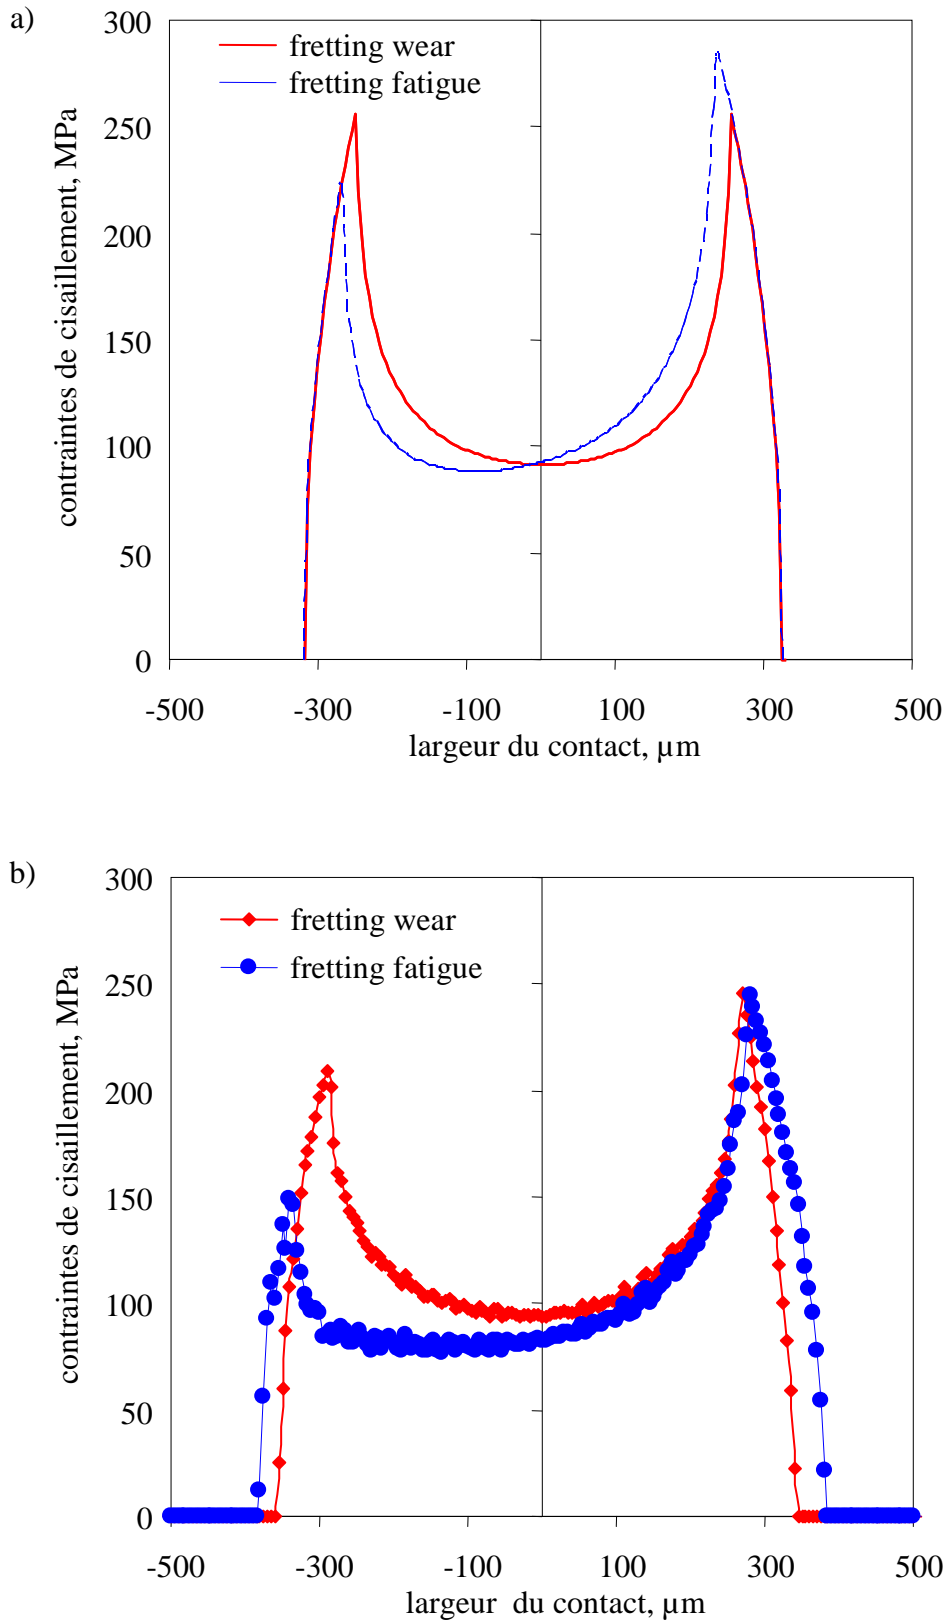 a)
300
250
200
150
100
50
0
contraintes de cisaillement, MPa
fretting wear
fretting fatigue
-500 -300 -100 100 300 500
largeur du contact, µm
b)
300
250
200
150
100
50
0
contraintes de cisaillement, MPa
fretting wear
fretting fatigue
-500 -300 -100 100 300 500
largeur du contact, µm